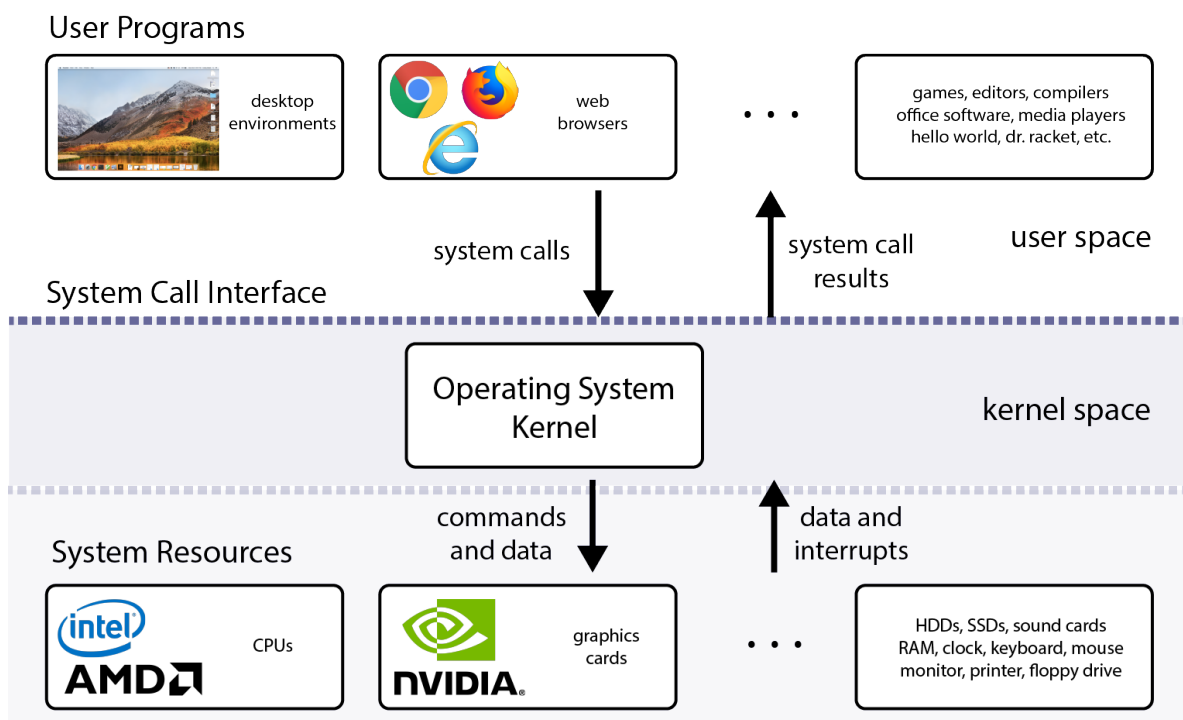 User Programs
desktop
environments
web
browsers
. . .
games, editors, compilers
office software, media players
hello world, dr. racket, etc.
system calls
system call
results
user space
System Call Interface
Operating System
Kernel
kernel space
commands
and data
data and
interrupts
System Resources
intel
AMD
CPUs
NVIDIA
graphics
cards
. . .
HDDs, SSDs, sound cards
RAM, clock, keyboard, mouse
monitor, printer, floppy drive